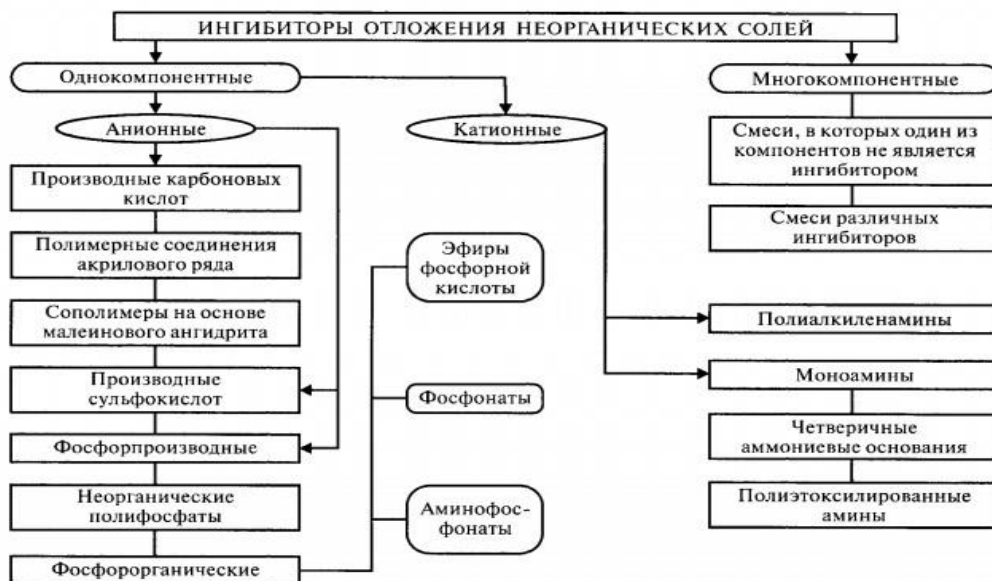 ИНГИБИТОРЫ ОТЛОЖЕНИЯ НЕОРГАНИЧЕСКИХ СОЛЕЙ
Однокомпонентные
Многокомпонентные
Анионные
Катионные
Смеси, в которых один из
компонентов не является
ингибитором
Производные карбоновых
кислот
Смеси различных
ингибиторов
Полимерные соединения
акрилового ряда
Эфиры
фосфорной
кислоты
Сополимеры на основе
малеинового ангидрита
Полиалкиленамины
Производные
сульфокислот
Фосфонаты
Моноамины
Фосфорпроизводные
Четверичные
аммониевые основания
Неорганические
полифосфаты
Аминофос-
фонаты
Полиэтоксилированные
амины
Фосфорорганические